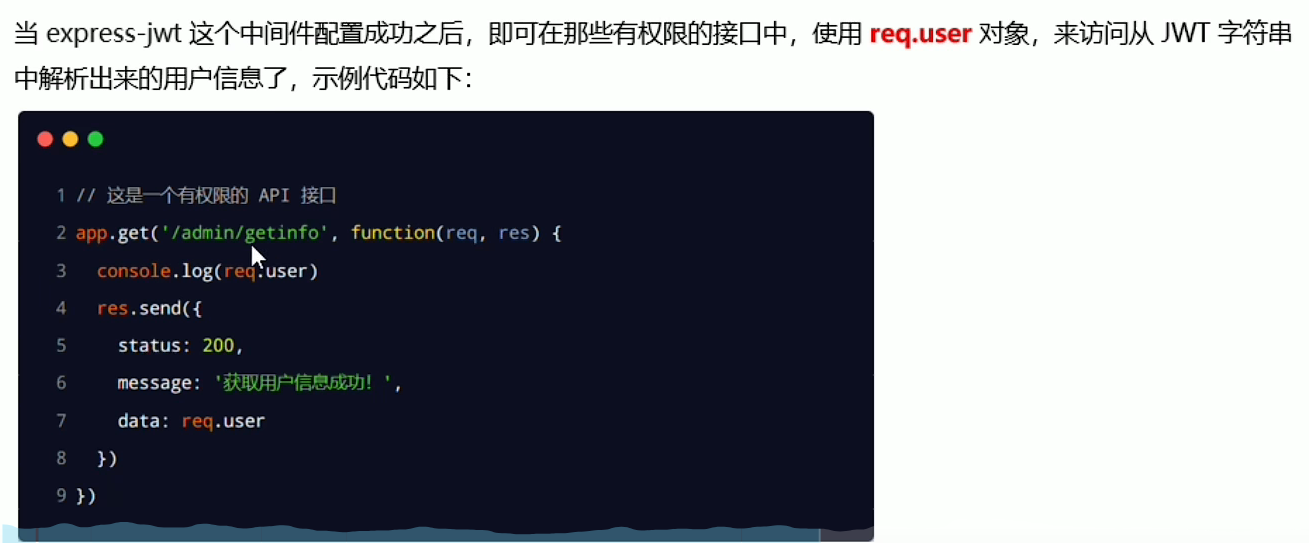 当 express-jwt 这个中间件配置成功之后，即可在那些有权限的接口中，使用 req.user 对象，来访问从 JWT 字符串
中解析出来的用户信息了，示例代码如下：
1 // 这是一个有权限的 API 接口
2 app.get('/admin/getinfo', function(req, res) {
3   console.log(req.user)
4   res.send({
5     status: 200,
6     message: '获取用户信息成功！',
7     data: req.user
8   })
9 })